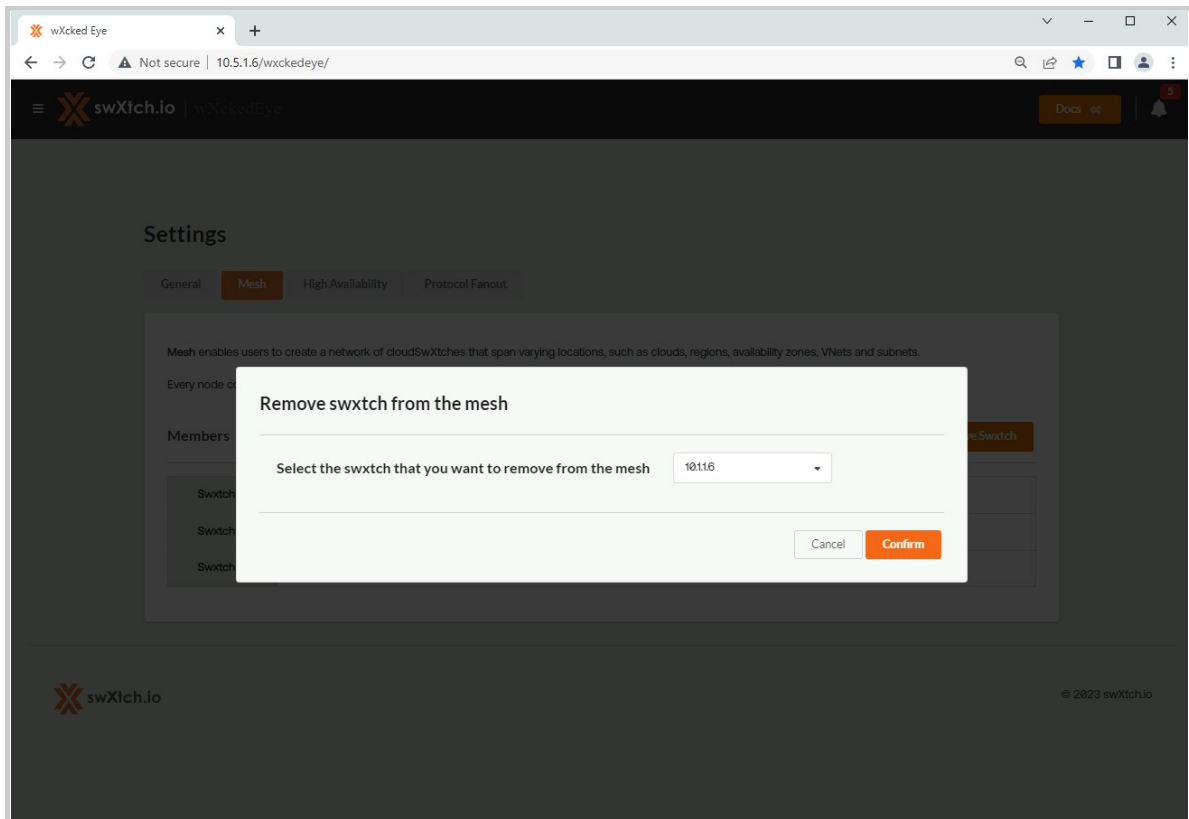 wXcked Eye
Not secure | 10.5.1.6/wxckedeye/
swXtch.io | wXckedEye
Docs
5
Settings
General Mesh High Availability Protocol Fanout
Mesh enables users to create a network of cloudSwXtches that span varying locations, such as clouds, regions, availability zones, VNets and subnets.
Every node
Remove swxtch from the mesh
Members
Swxtch
Select the swxtch that you want to remove from the mesh 10.1.1.6
Swxtch
Swxtch
Swxtch
Cancel Confirm
swXtch.io
© 2023 swXtch.io